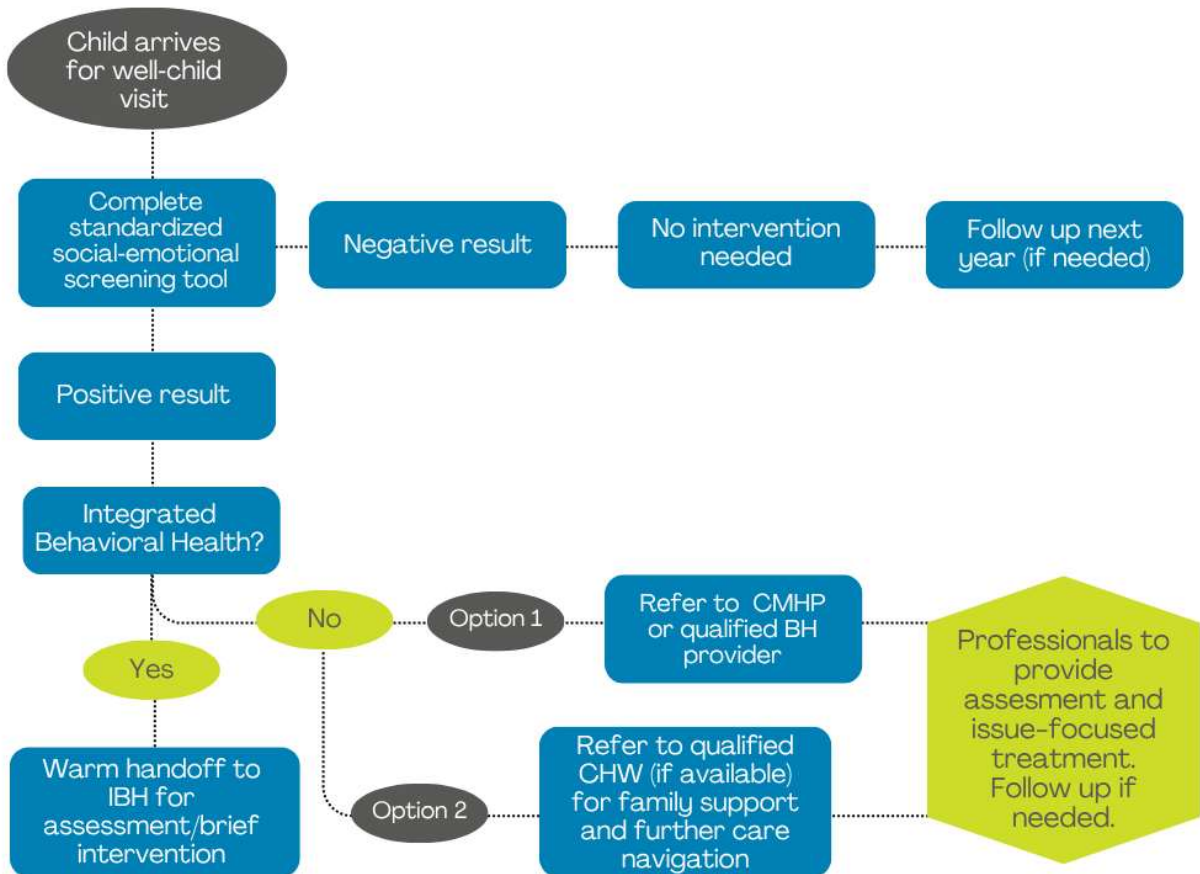 Child arrives
for well-child
visit
Complete
standardized
social-emotional
screening tool
Negative result
No intervention
needed
Follow up next
year (if needed)
Positive result
Integrated
Behavioral Health?
No
Option 1
Refer to CMHP
or qualified BH
provider
Professionals to
provide
assesment and
issue-focused
treatment.
Follow up if
needed.
Yes
Warm handoff to
IBH for
assessment/brief
intervention
Option 2
Refer to qualified
CHW (if available)
for family support
and further care
navigation